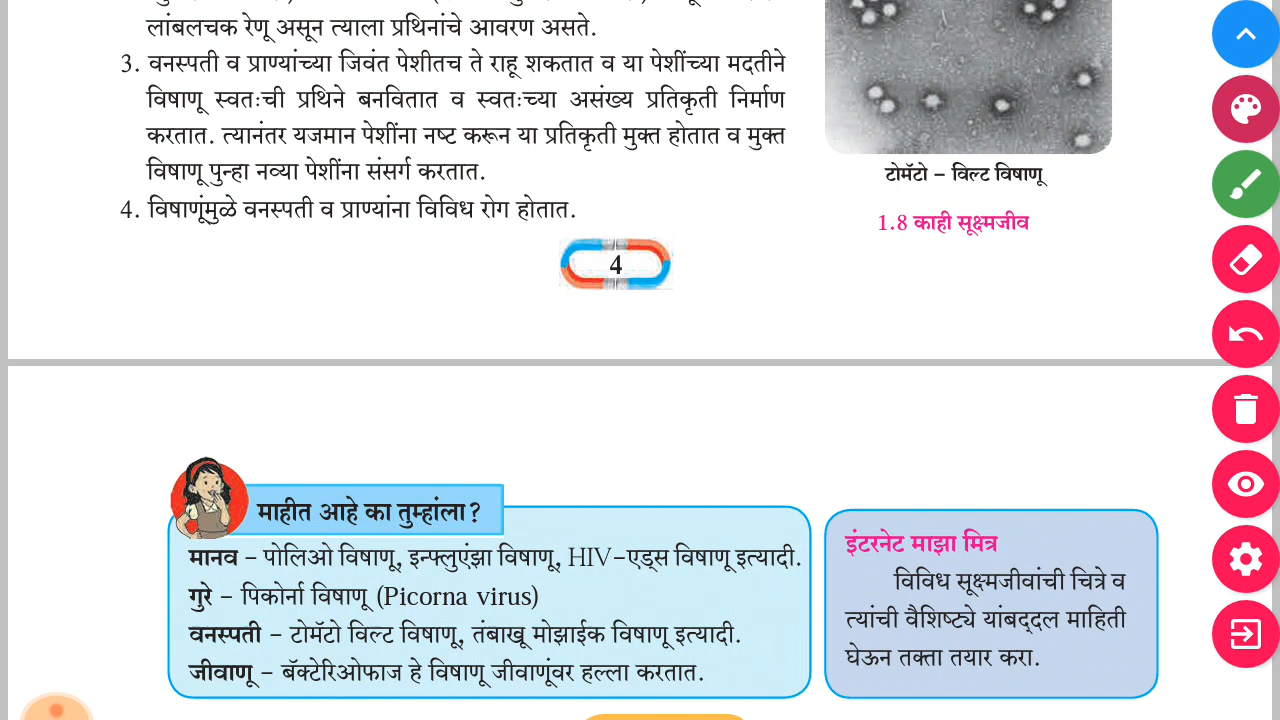 लांबलचक रेणू असून त्याला प्रथिनांचे आवरण असते.
3. वनस्पती व प्राण्यांच्या जिवंत पेशीतच ते राहू शकतात व या पेशींच्या मदतीने
विषाणू स्वतःची प्रथिने बनवितात व स्वतःच्या असंख्य प्रतिकृती निर्माण
करतात. त्यानंतर यजमान पेशींना नष्ट करून या प्रतिकृती मुक्त होतात व मुक्त
विषाणू पुन्हा नव्या पेशींना संसर्ग करतात.
4. विषाणूंमुळे वनस्पती व प्राण्यांना विविध रोग होतात.
टोमॅटो – विल्ट विषाणू
1.8 काही सूक्ष्मजीव
4
माहीत आहे का तुम्हांला?
मानव – पोलिओ विषाणू, इन्फ्लुएंझा विषाणू, HIV–एड्स विषाणू इत्यादी.
गुरे – पिकोर्ना विषाणू (Picorna virus)
वनस्पती – टोमॅटो विल्ट विषाणू, तंबाखू मोझाईक विषाणू इत्यादी.
जीवाणू – बॅक्टेरिओफाज हे विषाणू जीवाणूंवर हल्ला करतात.
इंटरनेट माझा मित्र
विविध सूक्ष्मजीवांची चित्रे व
त्यांची वैशिष्ट्ये यांबद्दल माहिती
घेऊन तक्ता तयार करा.